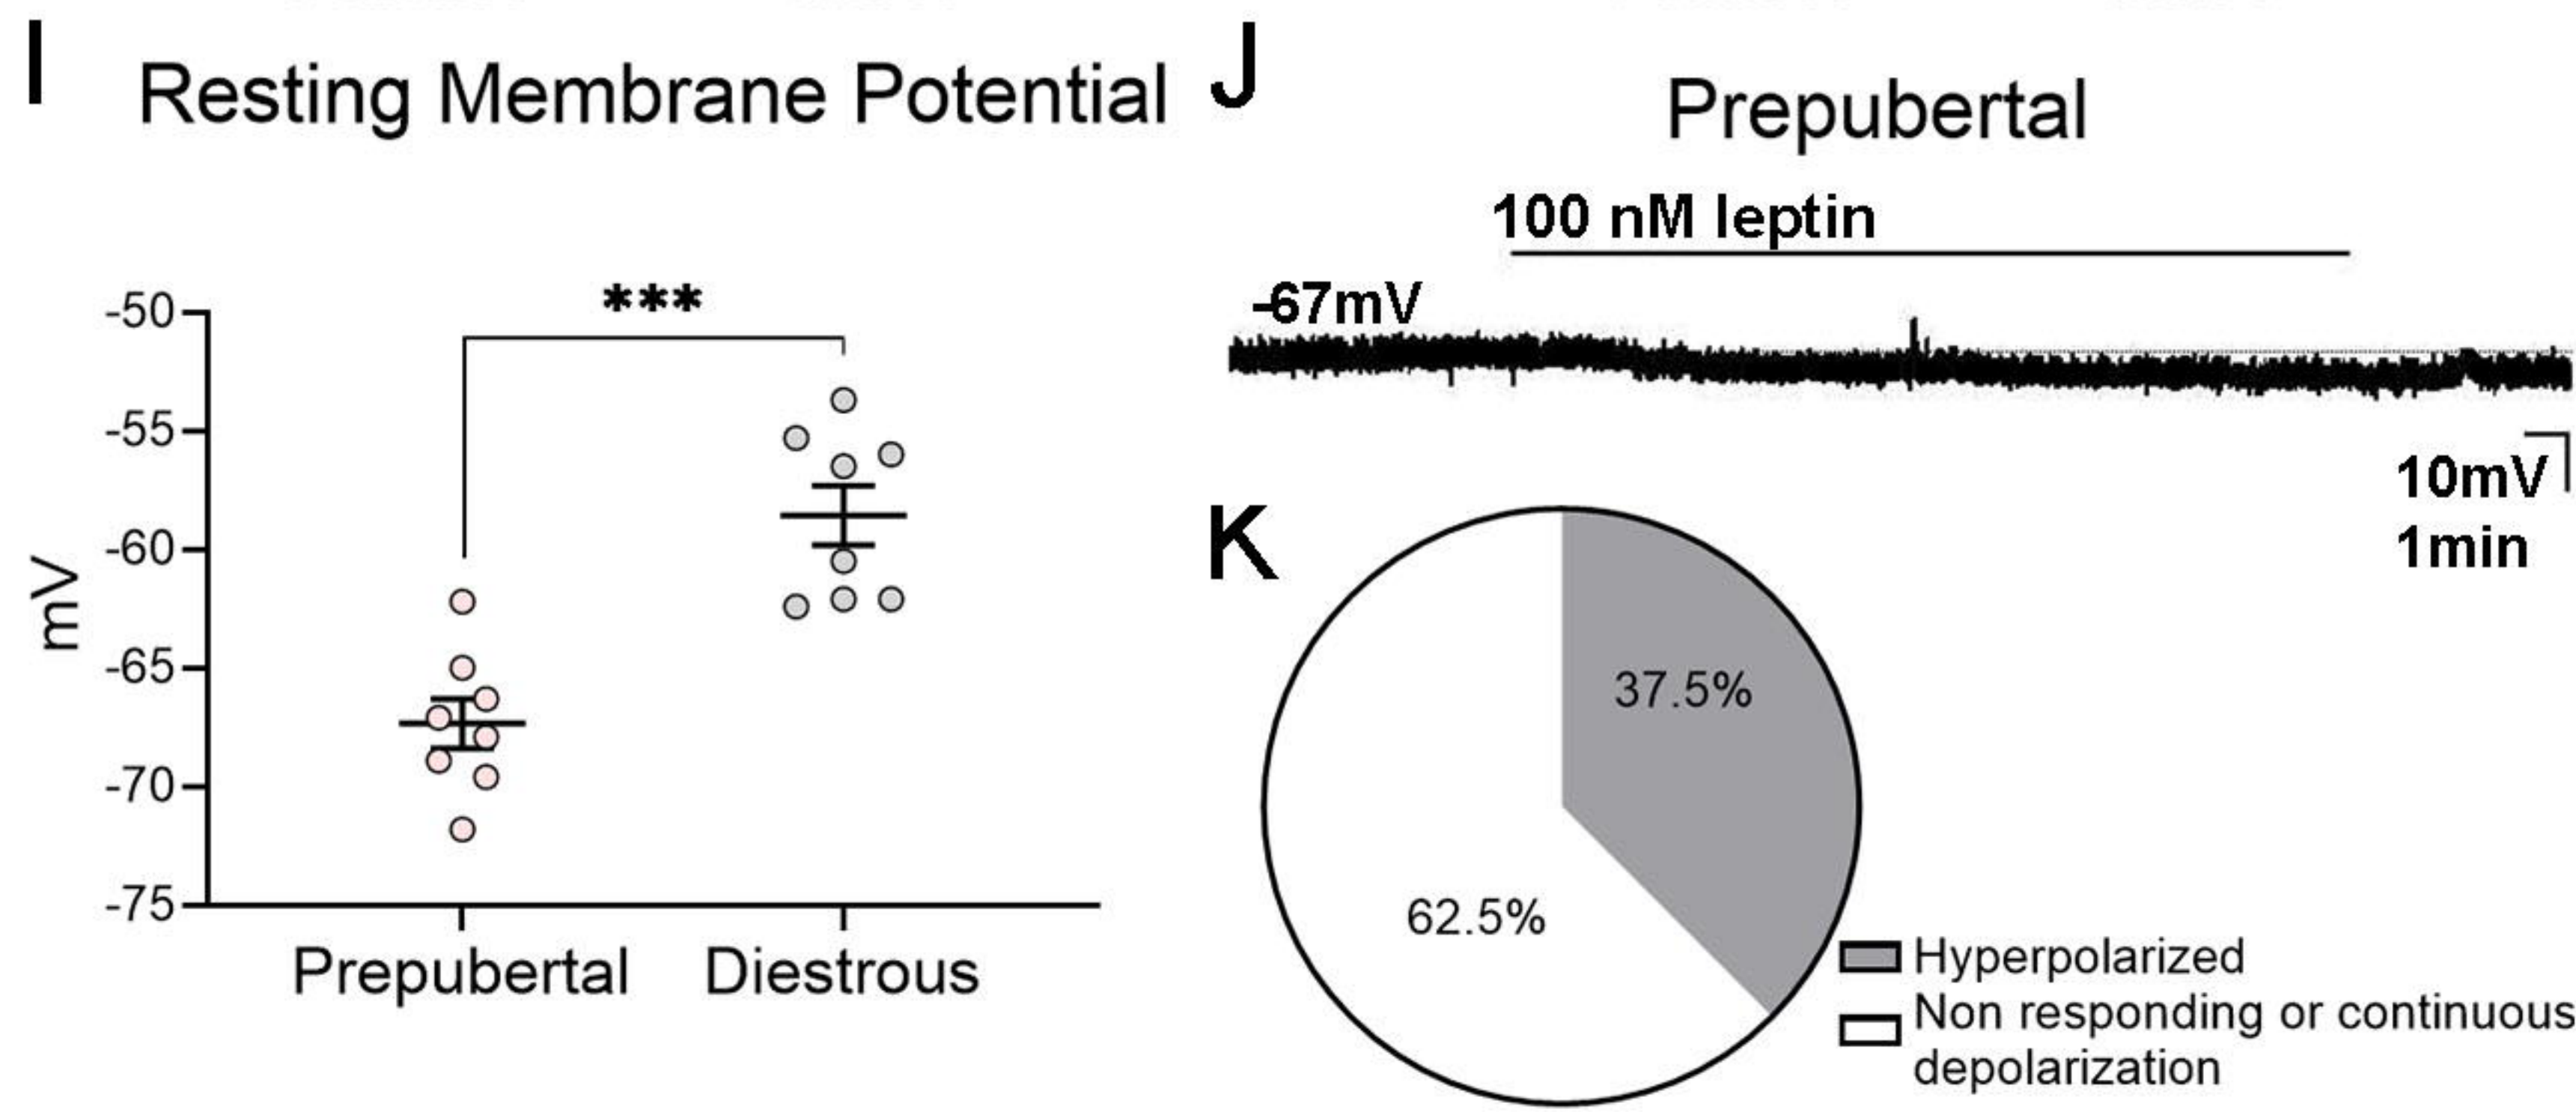 I
Resting Membrane Potential
***
-50
-55
-60
-65
-70
-75
mV
Prepubertal
Diestrous
J
Prepubertal
100 nM leptin
-67mV
10mV
1min
K
37.5%
62.5%
Hyperpolarized
Non responding or continuous
depolarization